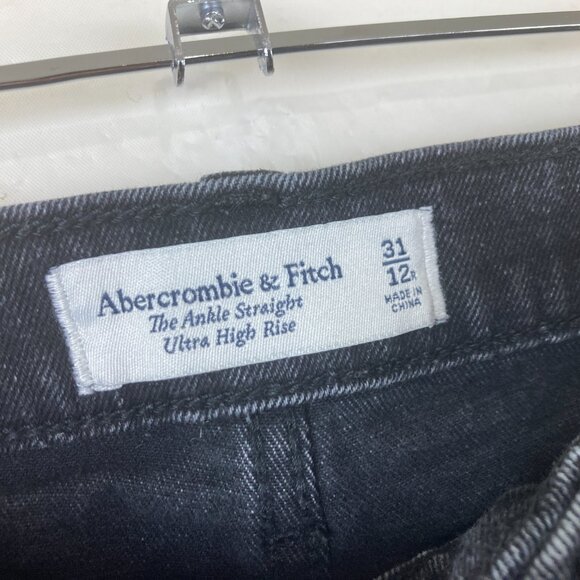 Abercrombie & Fitch
The Ankle Straight
Ultra High Rise
31
12R
MADE IN
CHINA